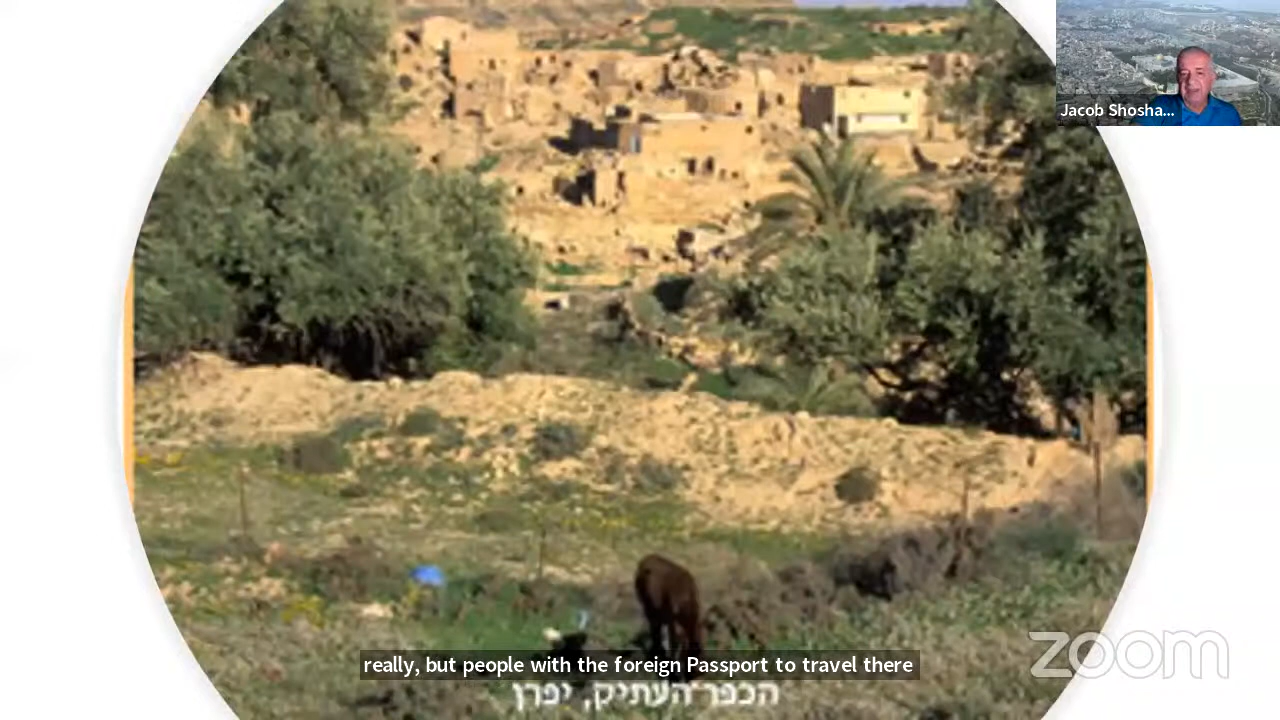 Jacob Shosha...
really, but people with the foreign Passport to travel there
הכפר העתיק, יפרן
zoom